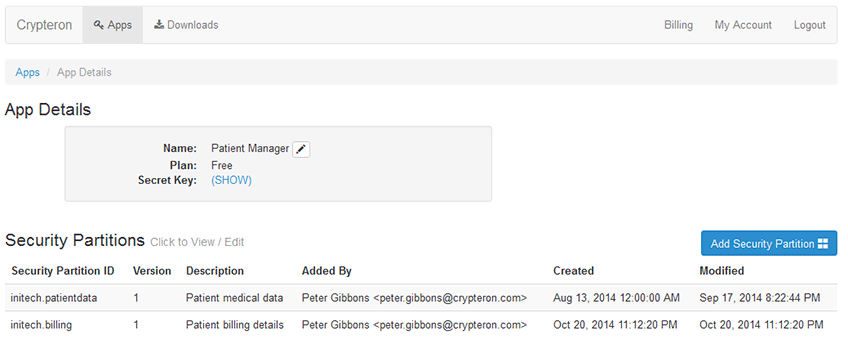 Crypteron Apps Downloads Billing My Account Logout
Apps / App Details
App Details
Name: Patient Manager
Plan: Free
Secret Key: (SHOW)
Security Partitions Click to View / Edit Add Security Partition
Security Partition ID Version Description Added By Created Modified
initech.patientdata 1 Patient medical data Peter Gibbons <peter.gibbons@crypteron.com> Aug 13, 2014 12:00:00 AM Sep 17, 2014 8:22:44 PM
initech.billing 1 Patient billing details Peter Gibbons <peter.gibbons@crypteron.com> Oct 20, 2014 11:12:20 PM Oct 20, 2014 11:12:20 PM